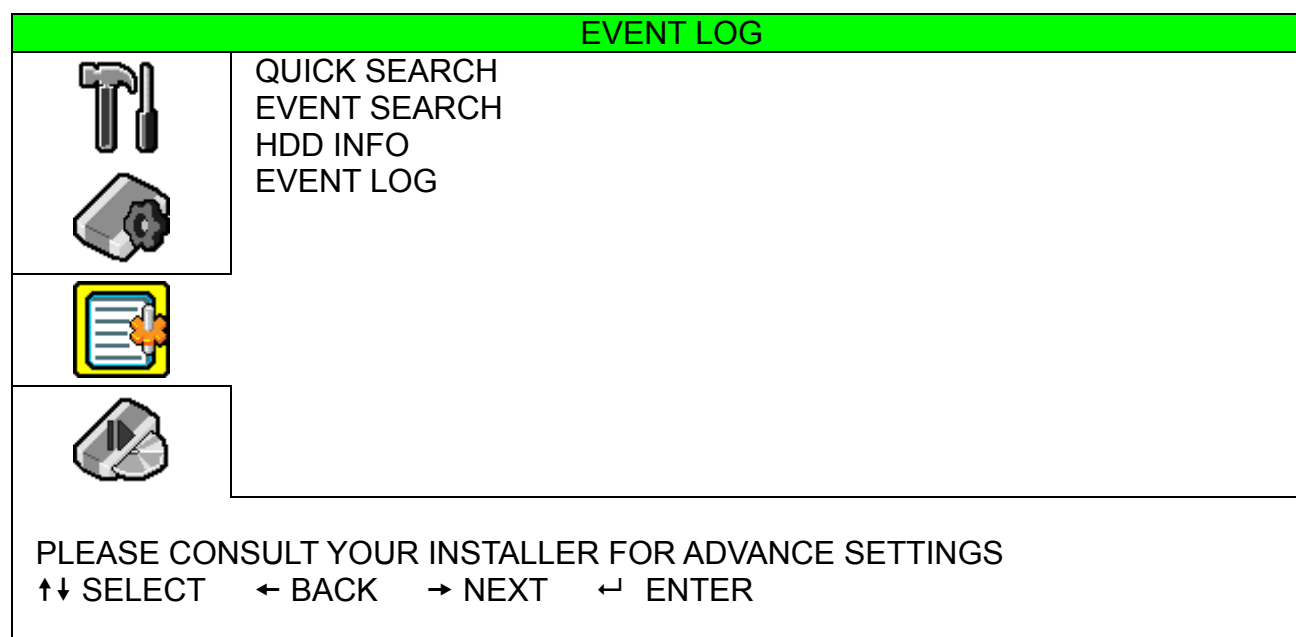 EVENT LOG
QUICK SEARCH
EVENT SEARCH
HDD INFO
EVENT LOG
PLEASE CONSULT YOUR INSTALLER FOR ADVANCE SETTINGS
↑↓ SELECT ← BACK → NEXT ↵ ENTER